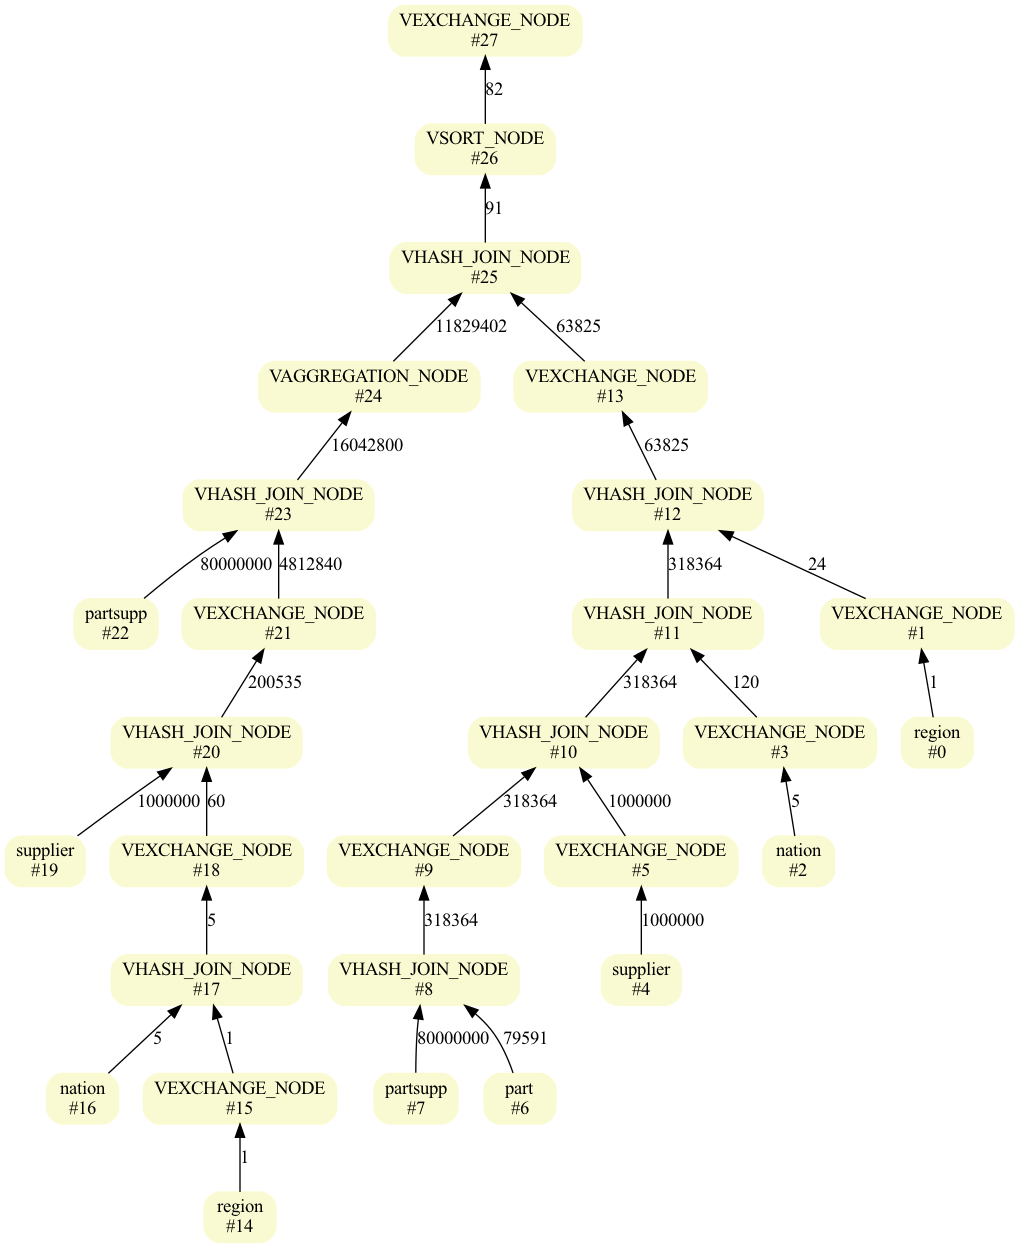 VEXCHANGE_NODE
#27
82
VSORT_NODE
#26
91
VHASH_JOIN_NODE
#25
11829402
63825
VAGGREGATION_NODE
#24
VEXCHANGE_NODE
#13
16042800
63825
VHASH_JOIN_NODE
#23
VHASH_JOIN_NODE
#12
80000000
4812840
318364
24
partsupp
#22
VEXCHANGE_NODE
#21
VHASH_JOIN_NODE
#11
VEXCHANGE_NODE
#1
200535
318364
120
1
VHASH_JOIN_NODE
#20
VHASH_JOIN_NODE
#10
VEXCHANGE_NODE
#3
region
#0
1000000
60
318364
1000000
5
supplier
#19
VEXCHANGE_NODE
#18
VEXCHANGE_NODE
#9
VEXCHANGE_NODE
#5
nation
#2
5
318364
1000000
VHASH_JOIN_NODE
#17
VHASH_JOIN_NODE
#8
supplier
#4
5
1
80000000
79591
nation
#16
VEXCHANGE_NODE
#15
partsupp
#7
part
#6
1
region
#14